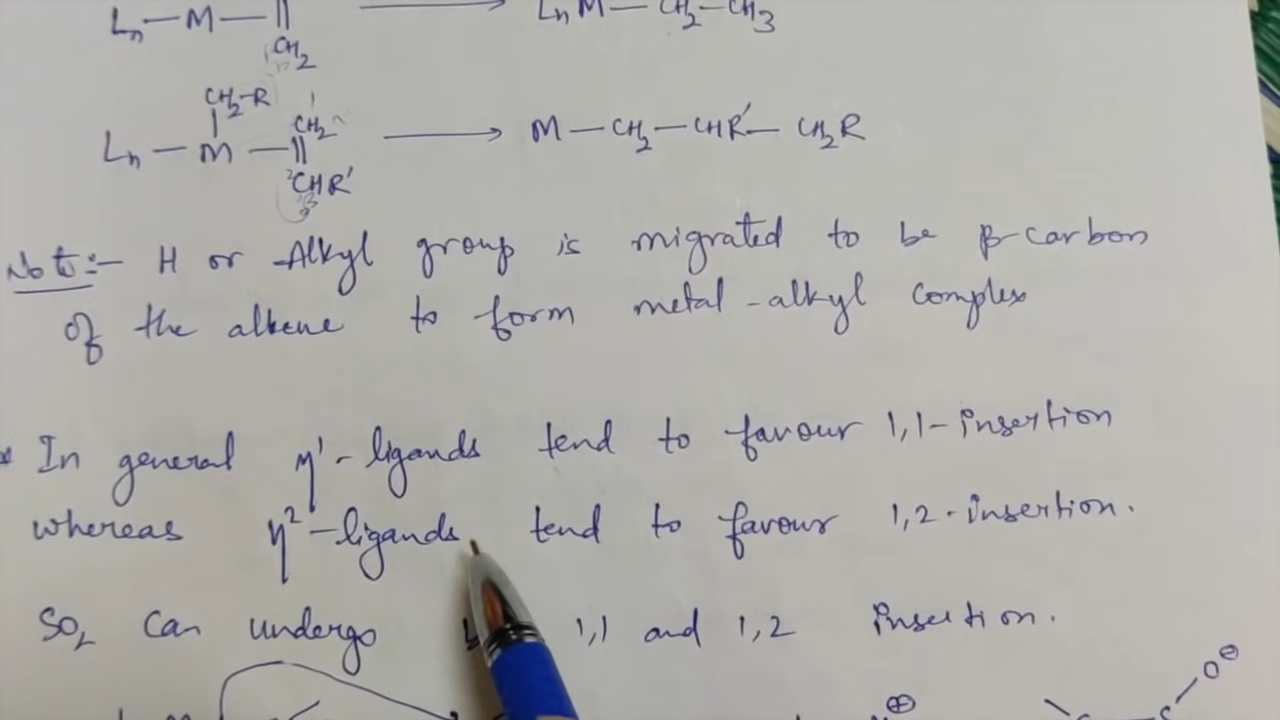 Ln — M — || → LnM — CH2 — CH3
CH2
CH2-R
CH2
Ln — M — || → M — CH2 — CHR' — CH2R
CHR'
Note:- H or Alkyl group is migrated to be β-carbon
of the alkene to form metal-alkyl complex
* In general η1-ligands tend to favour 1,1-insertion
whereas η2-ligands tend to favour 1,2-insertion.
SO2 can undergo 1,1 and 1,2 insertion.
⊕
O⊖